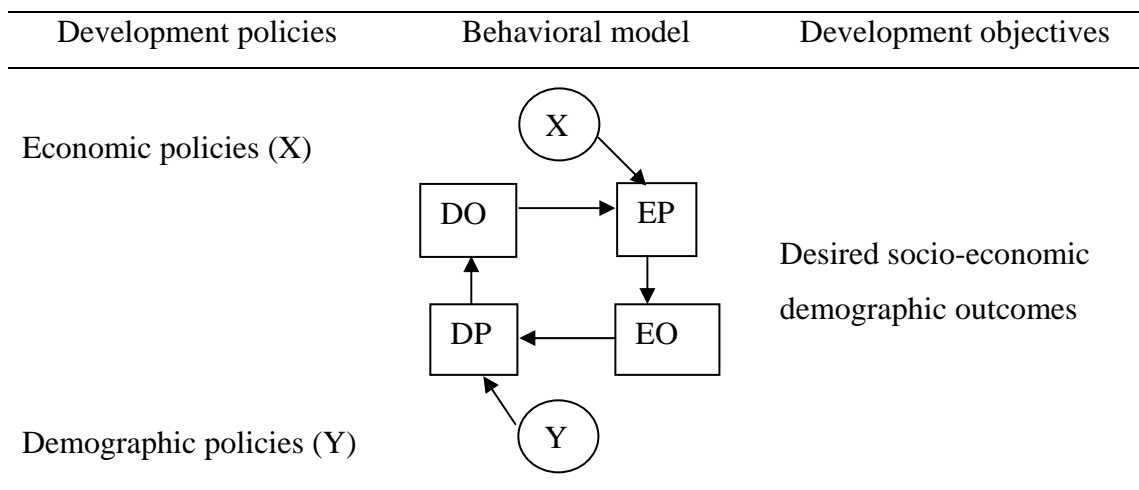 Development policies Behavioral model Development objectives
X
Economic policies (X)
DO EP
Desired socio-economic
demographic outcomes
DP EO
Y
Demographic policies (Y)